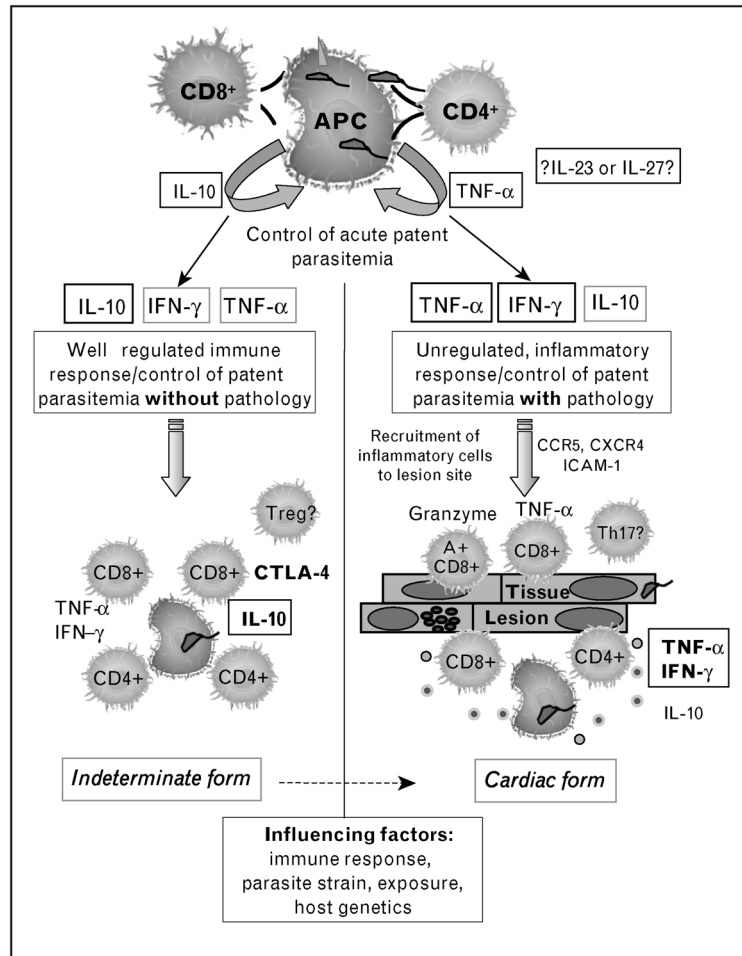 CD8+
APC
CD4+
IL-10
TNF-α
?IL-23 or IL-27?
Control of acute patent
parasitemia
IL-10
IFN-γ
TNF-α
Well regulated immune
response/control of patent
parasitemia without pathology
TNF-α
IFN-γ
IL-10
Unregulated, inflammatory
response/control of patent
parasitemia with pathology
Recruitment of
inflammatory cells
to lesion site
CCR5, CXCR4
ICAM-1
Treg?
CD8+
CD8+
CTLA-4
TNF-α
IFN-γ
IL-10
CD4+
CD4+
Granzyme
A+
CD8+
TNF-α
CD8+
Th17?
Tissue
Lesion
CD8+
CD4+
TNF-α
IFN-γ
IL-10
Indeterminate form
Cardiac form
Influencing factors:
immune response,
parasite strain, exposure,
host genetics